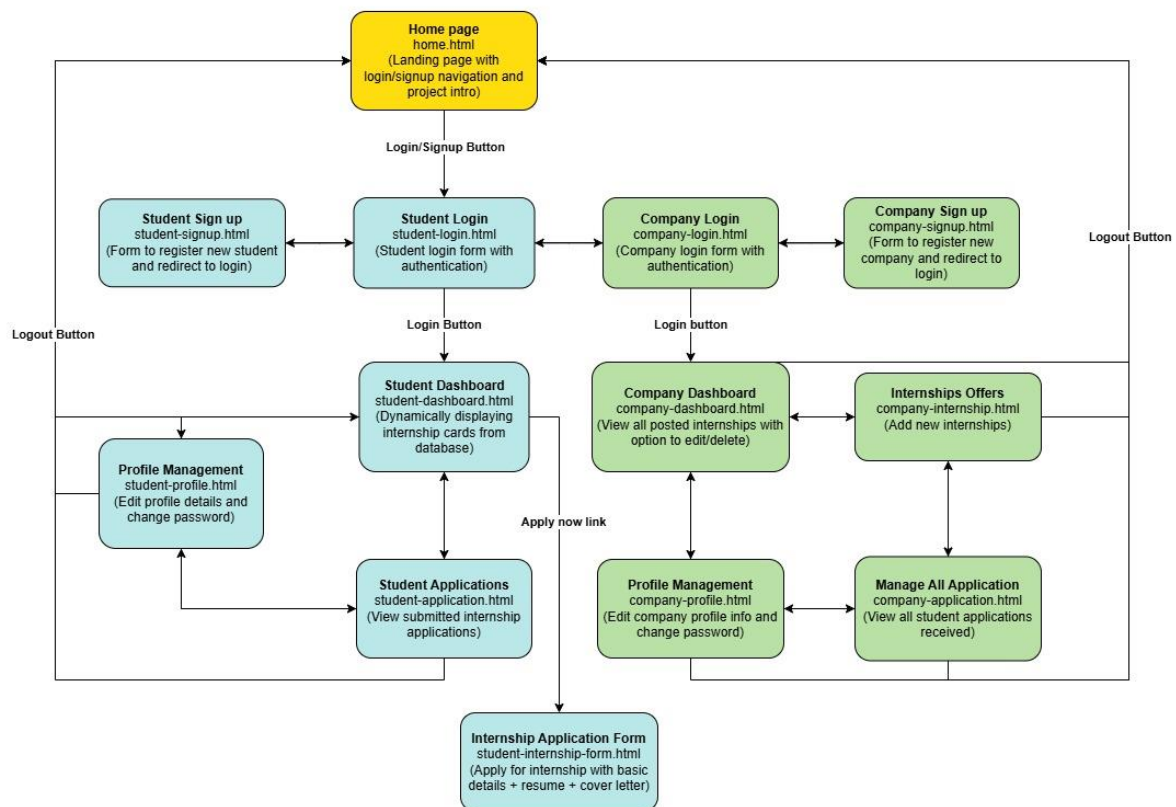 Home page
home.html
(Landing page with
login/signup navigation and
project intro)
Login/Signup Button
Student Sign up
student-signup.html
(Form to register new student
and redirect to login)
Student Login
student-login.html
(Student login form with
authentication)
Company Login
company-login.html
(Company login form with
authentication)
Company Sign up
company-signup.html
(Form to register new
company and redirect to
login)
Logout Button
Logout Button
Login Button
Login button
Student Dashboard
student-dashboard.html
(Dynamically displaying
internship cards from
database)
Company Dashboard
company-dashboard.html
(View all posted internships with
option to edit/delete)
Internships Offers
company-internship.html
(Add new internships)
Profile Management
student-profile.html
(Edit profile details and
change password)
Apply now link
Student Applications
student-application.html
(View submitted internship
applications)
Profile Management
company-profile.html
(Edit company profile info and
change password)
Manage All Application
company-application.html
(View all student applications
received)
Internship Application Form
student-internship-form.html
(Apply for internship with basic
details + resume + cover letter)